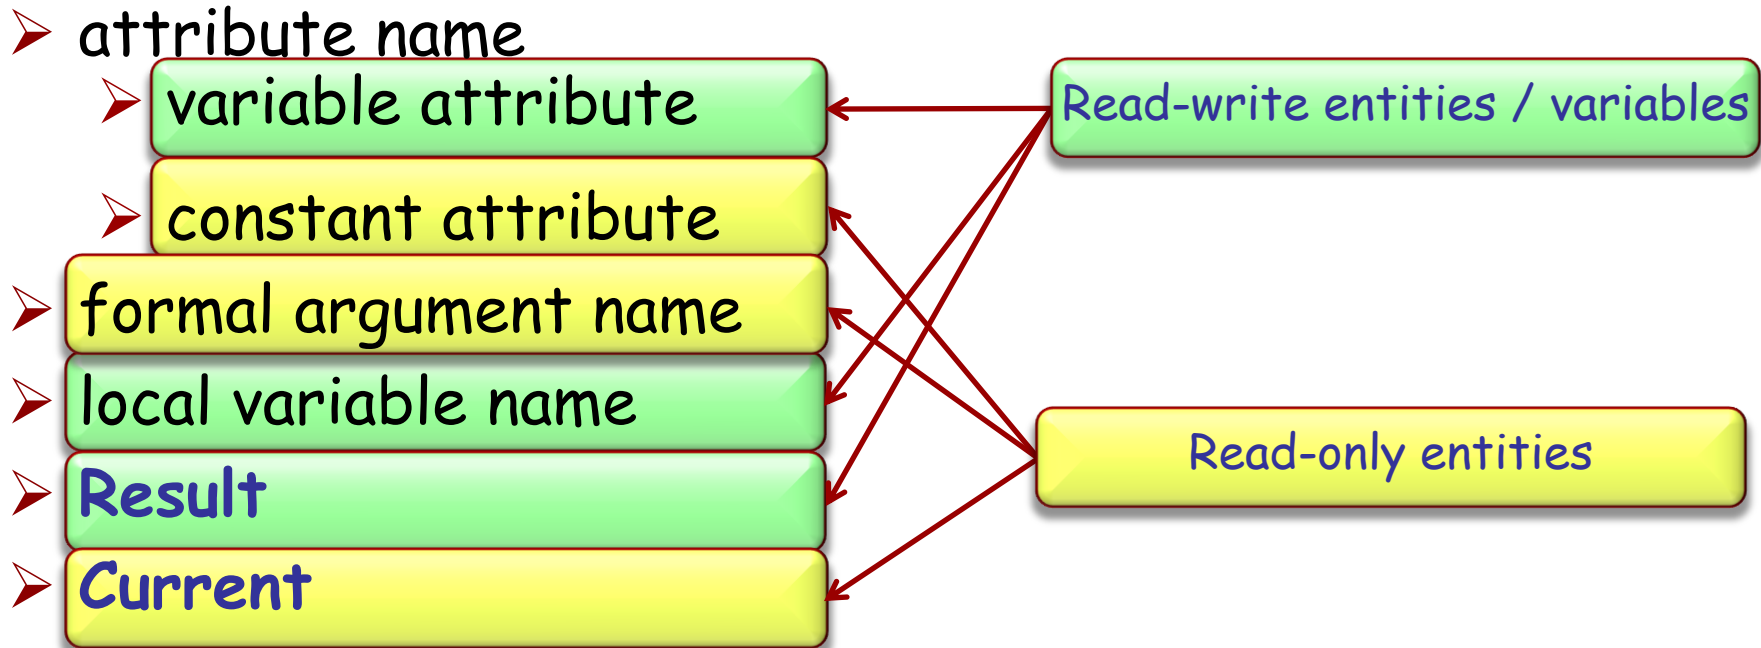 attribute name
variable attribute
Read-write entities / variables
constant attribute
formal argument name
local variable name
Read-only entities
Result
Current